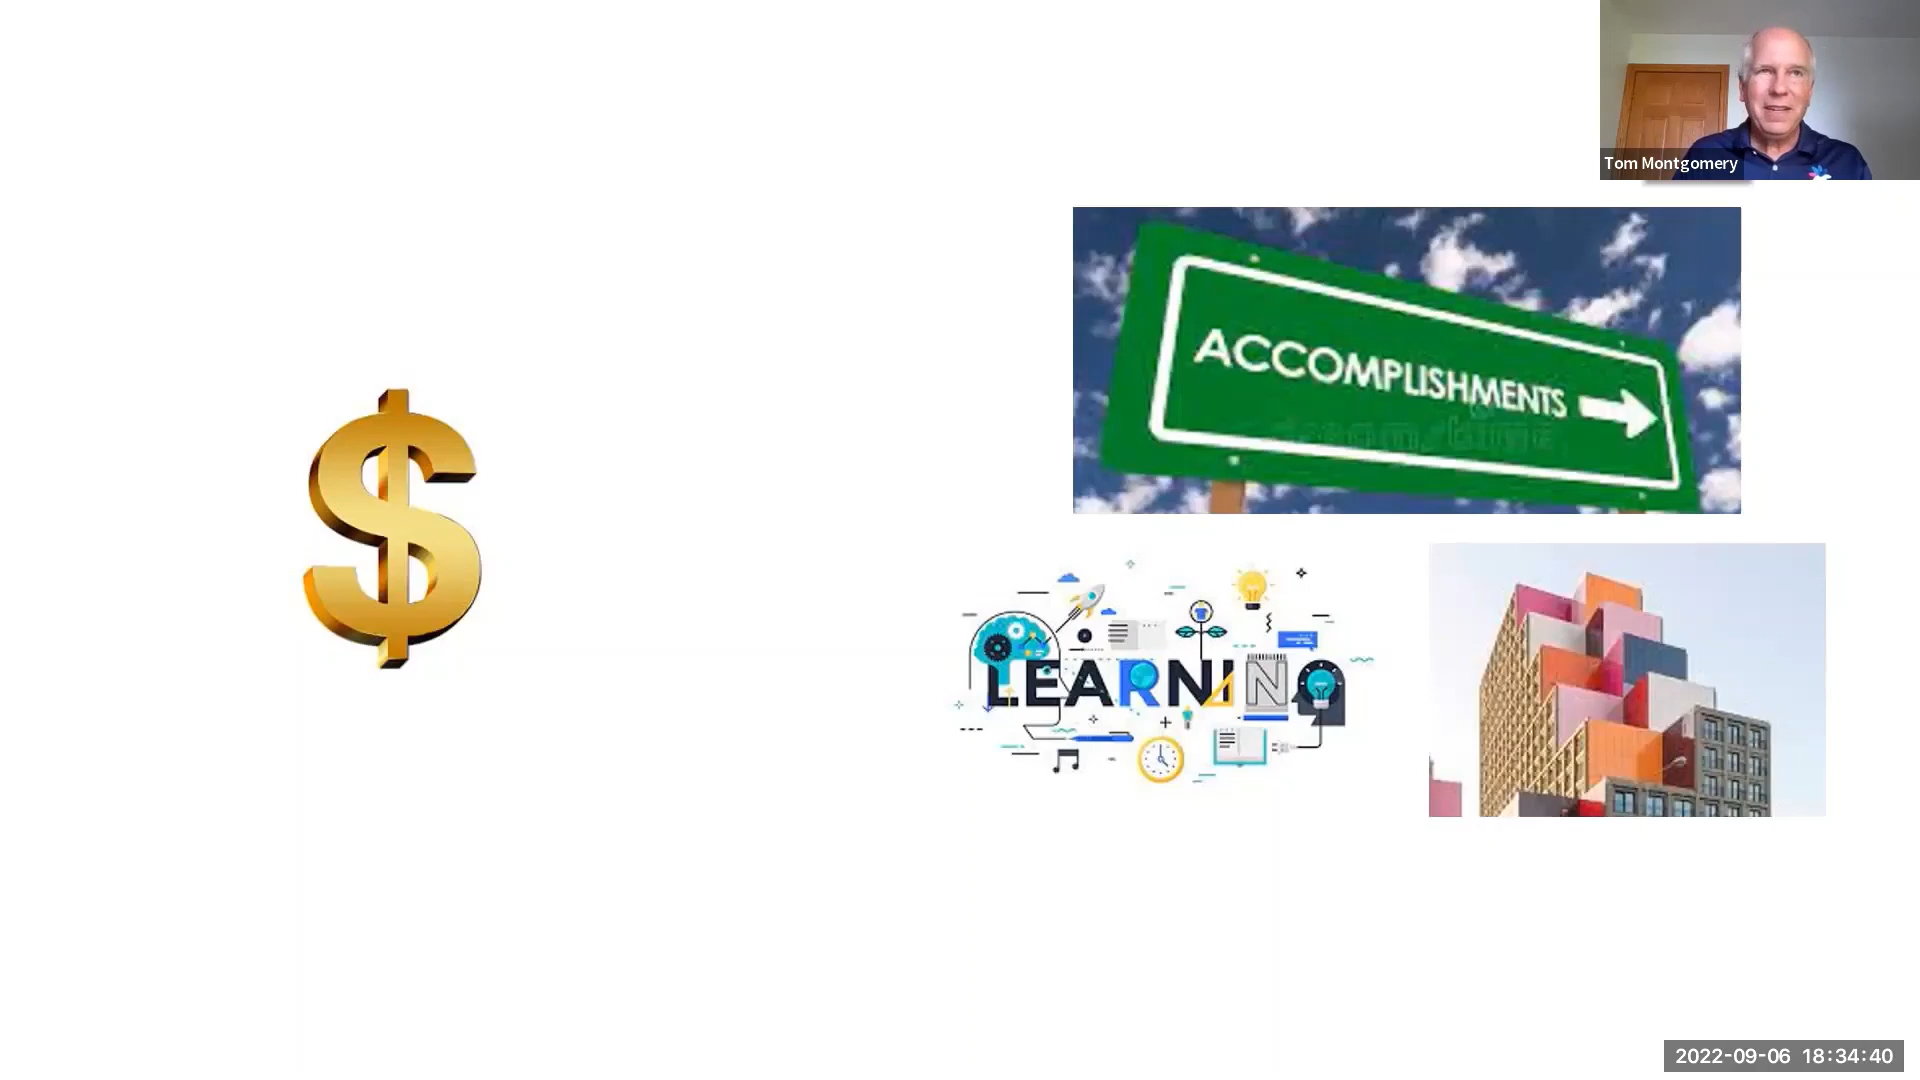 Tom Montgomery
ACCOMPLISHMENTS
$
LEARNING
2022-09-06 18:34:40